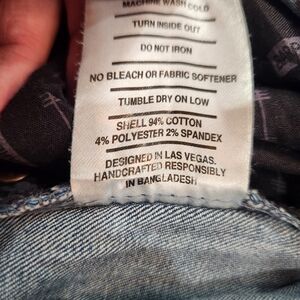 MACHINE WASH COLD
TURN INSIDE OUT
DO NOT IRON
NO BLEACH OR FABRIC SOFTENER
TUMBLE DRY ON LOW
SHELL 94% COTTON
4% POLYESTER 2% SPANDEX
DESIGNED IN LAS VEGAS.
HANDCRAFTED RESPONSIBLY
IN BANGLADESH